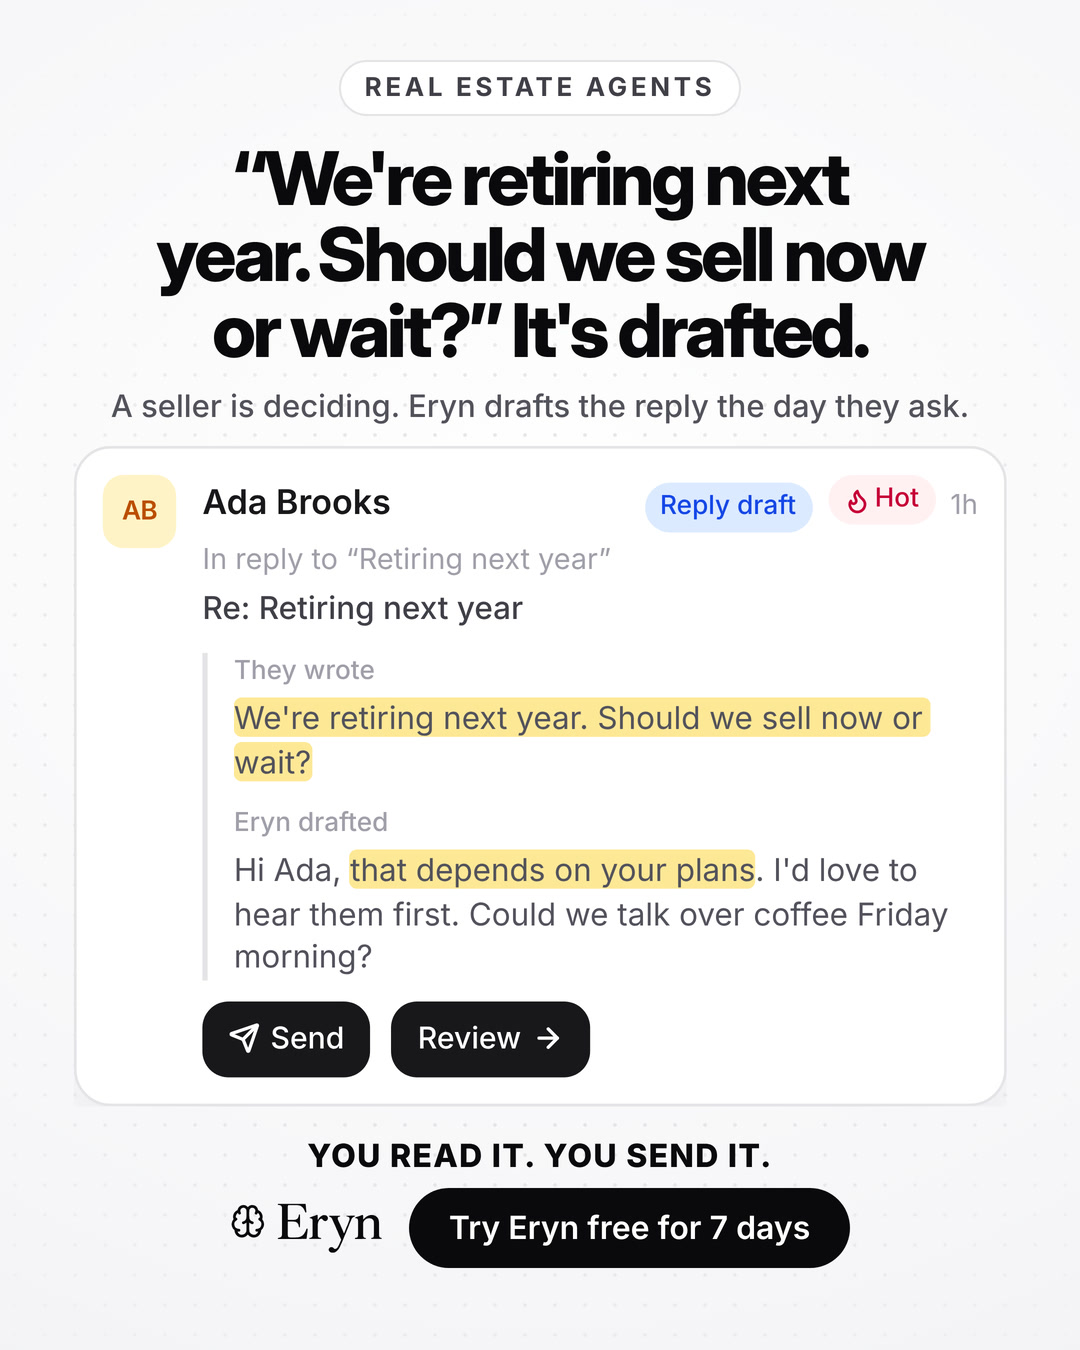 REAL ESTATE AGENTS
“We're retiring next
year. Should we sell now
or wait?” It's drafted.
A seller is deciding. Eryn drafts the reply the day they ask.
AB
Ada Brooks
Reply draft
Hot
1h
In reply to “Retiring next year”
Re: Retiring next year
They wrote
We're retiring next year. Should we sell now or
wait?
Eryn drafted
Hi Ada, that depends on your plans. I'd love to
hear them first. Could we talk over coffee Friday
morning?
Send
Review
YOU READ IT. YOU SEND IT.
Eryn
Try Eryn free for 7 days